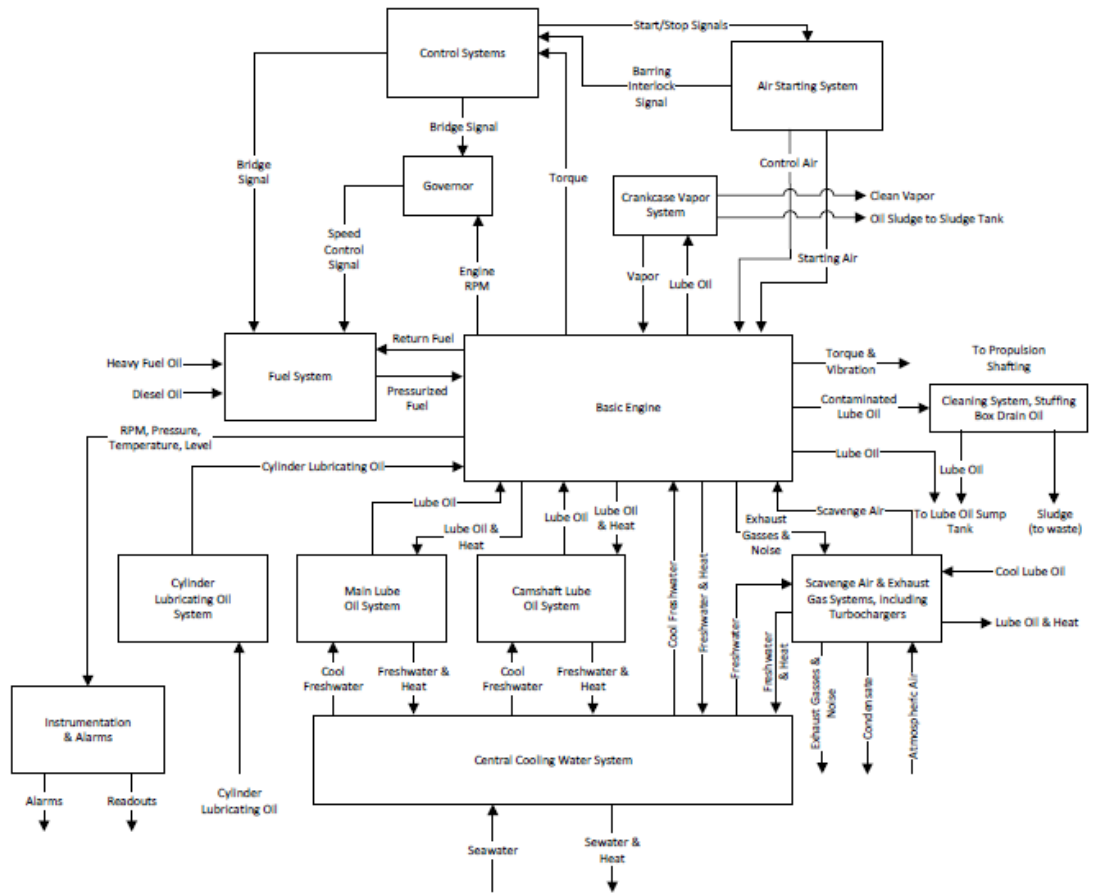 Start/Stop Signals
Control Systems
Barring
Interlock
Signal
Air Starting System
Bridge Signal
Bridge
Signal
Torque
Control Air
Governor
Crankcase Vapor
System
Clean Vapor
Oil Sludge to Sludge Tank
Speed
Control
Signal
Engine
RPM
Vapor
Lube Oil
Starting Air
Return Fuel
Heavy Fuel Oil
Fuel System
Diesel Oil
Pressurized
Fuel
Basic Engine
Torque &
Vibration
To Propulsion
Shafting
Contaminated
Lube Oil
Cleaning System, Stuffing
Box Drain Oil
RPM, Pressure,
Temperature, Level
Cylinder Lubricating Oil
Lube Oil
Lube Oil
To Lube Oil Sump
Tank
Sludge
(to waste)
Lube Oil
Lube Oil &
Heat
Lube Oil
Lube Oil
& Heat
Exhaust
Gasses &
Noise
Scavenge Air
Cylinder
Lubricating Oil
System
Main Lube
Oil System
Camshaft Lube
Oil System
Cool Freshwater
Freshwater & Heat
Scavenge Air & Exhaust
Gas Systems, Including
Turbochargers
Cool Lube Oil
Lube Oil & Heat
Cool
Freshwater
Freshwater &
Heat
Cool
Freshwater
Freshwater &
Heat
Freshwater
Freshwater
& Heat
Exhaust Gasses &
Noise
Condensate
Atmospheric Air
Instrumentation
& Alarms
Central Cooling Water System
Alarms
Readouts
Cylinder
Lubricating Oil
Seawater
Sewater &
Heat